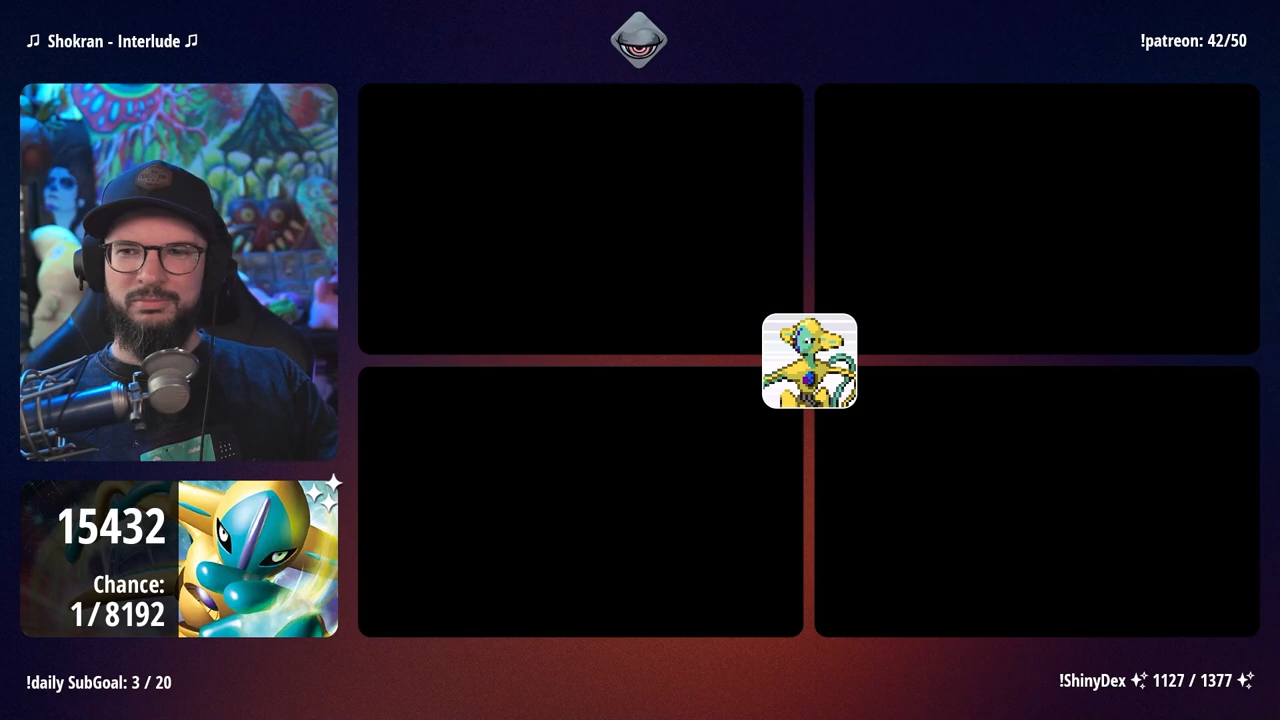 ♫ Shokran - Interlude ♫
!patreon: 42/50
15432
Chance:
1/8192
!daily SubGoal: 3 / 20
!ShinyDex ✨ 1127 / 1377 ✨